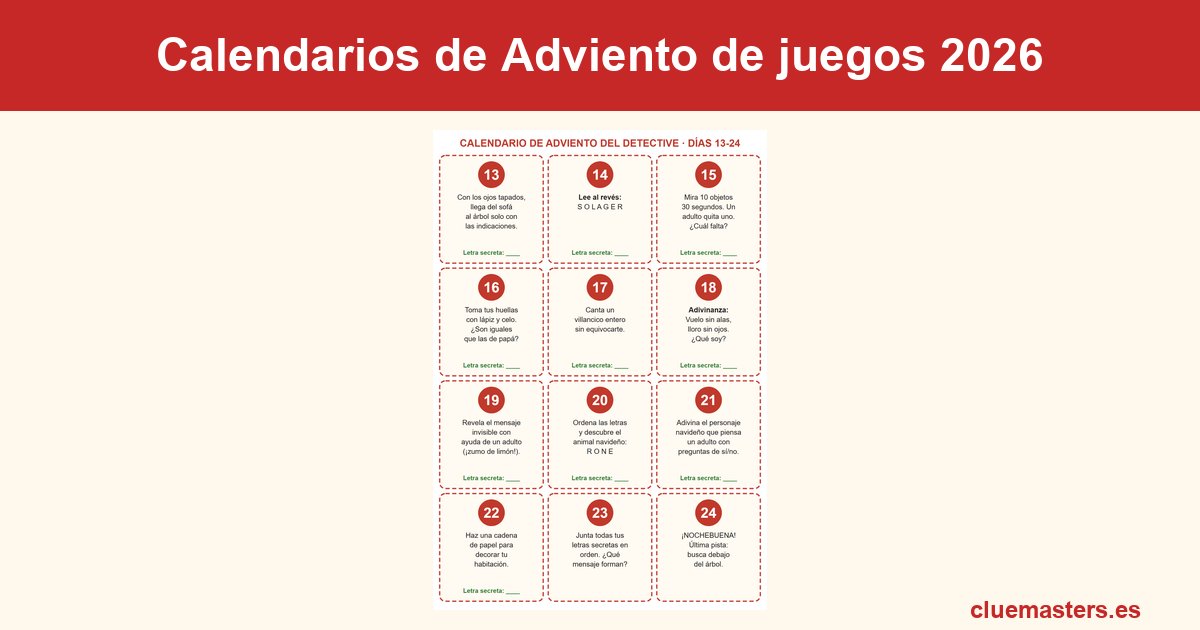 Calendarios de Adviento de juegos 2026
CALENDARIO DE ADVIENTO DEL DETECTIVE · DÍAS 13-24
13
Con los ojos tapados,
llega del sofá
al árbol solo con
las indicaciones.
Letra secreta: ____
14
Lee al revés:
S O L A G E R
Letra secreta: ____
15
Mira 10 objetos
30 segundos. Un
adulto quita uno.
¿Cuál falta?
Letra secreta: ____
16
Toma tus huellas
con lápiz y celo.
¿Son iguales
que las de papá?
Letra secreta: ____
17
Canta un
villancico entero
sin equivocarte.
Letra secreta: ____
18
Adivinanza:
Vuelo sin alas,
lloro sin ojos.
¿Qué soy?
Letra secreta: ____
19
Revela el mensaje
invisible con
ayuda de un adulto
(¡zumo de limón!).
Letra secreta: ____
20
Ordena las letras
y descubre el
animal navideño:
R O N E
Letra secreta: ____
21
Adivina el personaje
navideño que piensa
un adulto con
preguntas de sí/no.
Letra secreta: ____
22
Haz una cadena
de papel para
decorar tu
habitación.
Letra secreta: ____
23
Junta todas tus
letras secretas en
orden. ¿Qué
mensaje forman?
24
¡NOCHEBUENA!
Última pista:
busca debajo
del árbol.
cluemasters.es